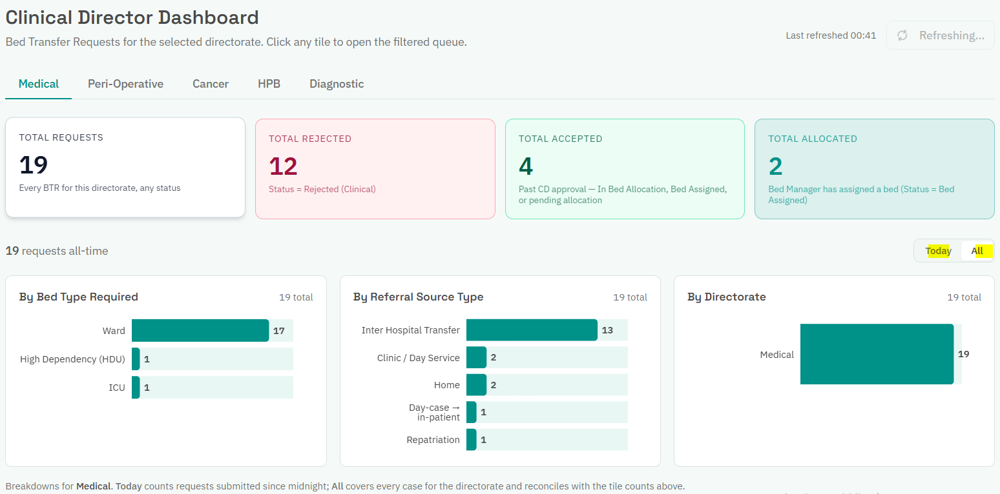 Clinical Director Dashboard
Bed Transfer Requests for the selected directorate. Click any tile to open the filtered queue.
Last refreshed 00:41
Refreshing...
Medical
Peri-Operative
Cancer
HPB
Diagnostic
TOTAL REQUESTS
19
Every BTR for this directorate, any status
TOTAL REJECTED
12
Status = Rejected (Clinical)
TOTAL ACCEPTED
4
Past CD approval — In Bed Allocation, Bed Assigned,
or pending allocation
TOTAL ALLOCATED
2
Bed Manager has assigned a bed (Status = Bed
Assigned)
19 requests all-time
Today
All
By Bed Type Required
19 total
Ward
17
High Dependency (HDU)
1
ICU
1
By Referral Source Type
19 total
Inter Hospital Transfer
13
Clinic / Day Service
2
Home
2
Day-case →
in-patient
1
Repatriation
1
By Directorate
19 total
Medical
19
Breakdowns for Medical. Today counts requests submitted since midnight; All covers every case for the directorate and reconciles with the tile counts above.